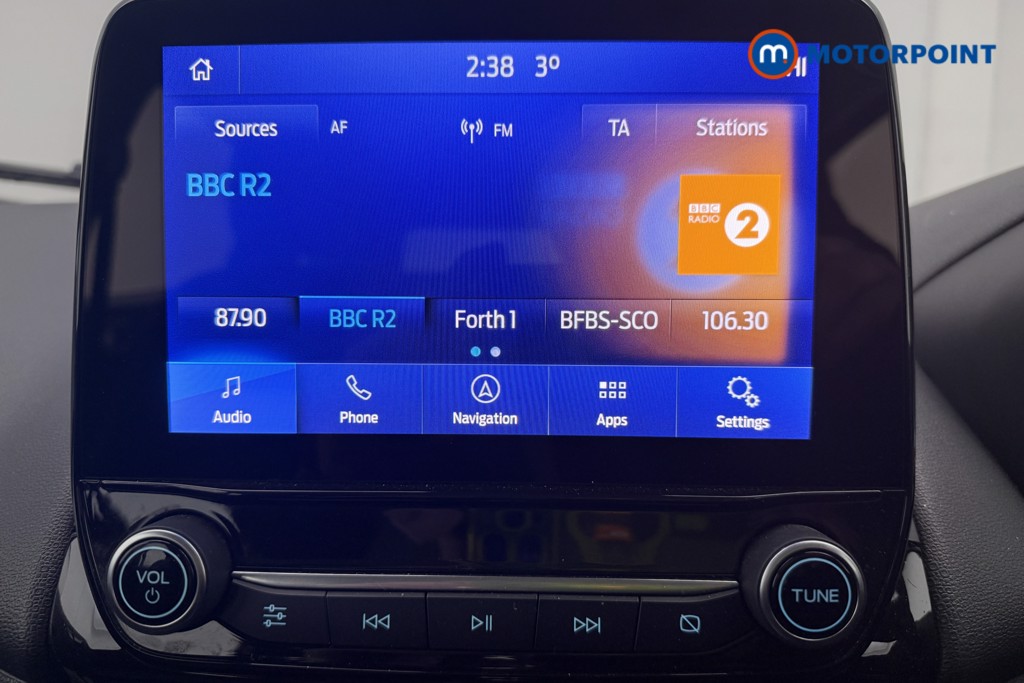 2:38 3°
HI
MOTORPOINT
Sources AF FM TA Stations
BBC R2
BBC
RADIO 2
87.90 BBC R2 Forth 1 BFBS-SCO 106.30
Audio Phone Navigation Apps Settings
VOL
TUNE